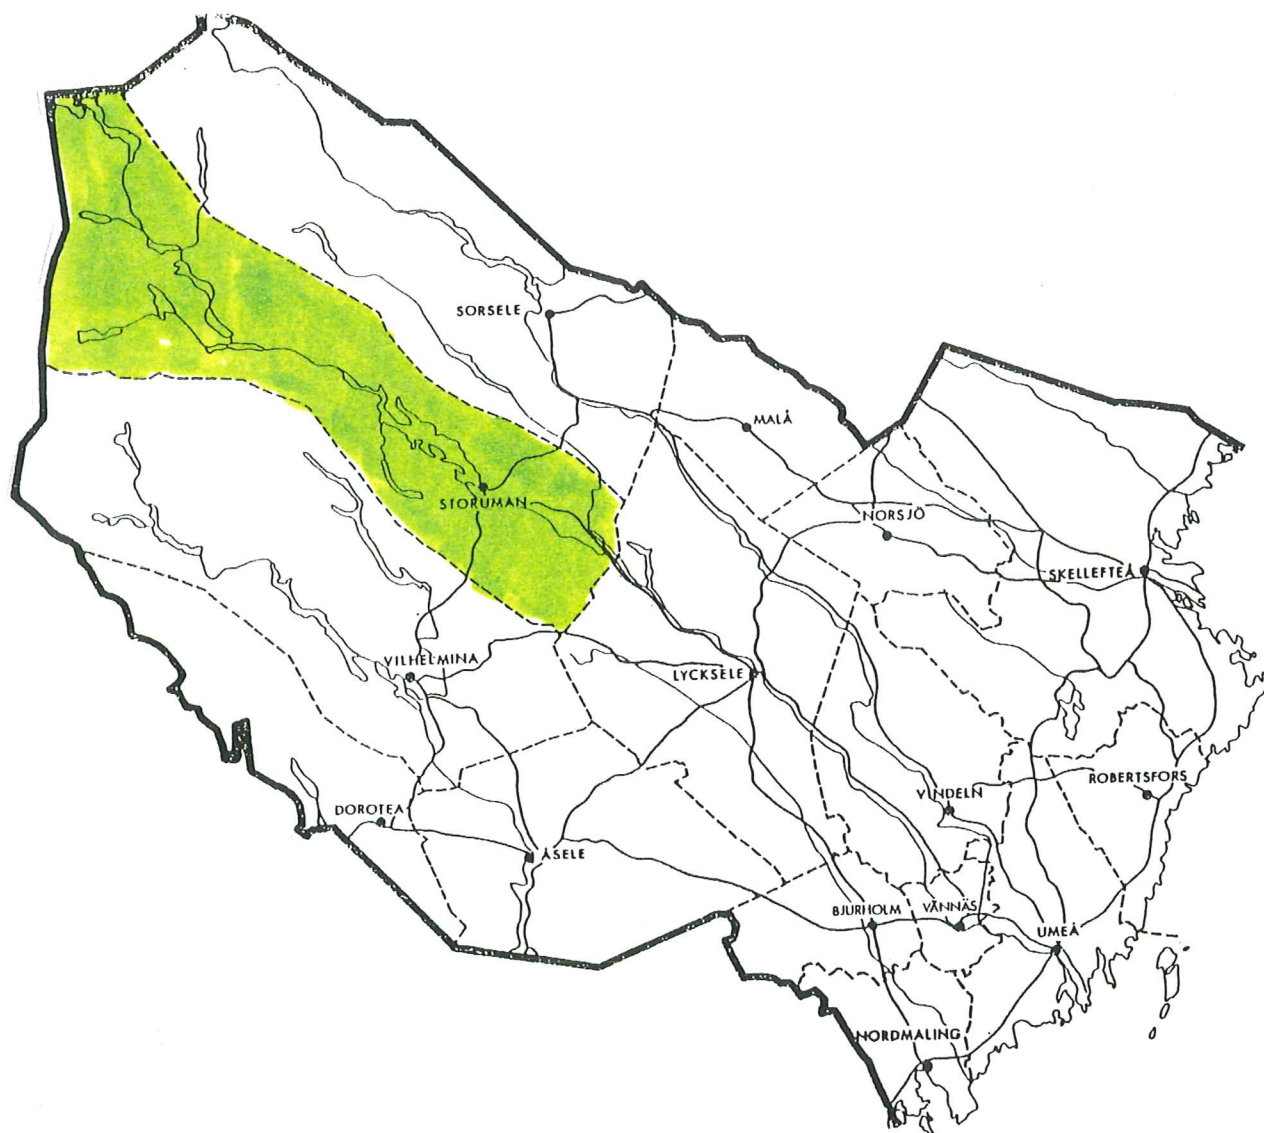 SORSELE
MALÅ
STORUMAN
NORSJÖ
SKELLEFTEÅ
VILHELMINA
LYCKSELE
ROBERTSFORS
VINDELN
DOROTEA
ÅSELE
BJURHOLM
VÄNNÄS
UMEÅ
NORDMALING